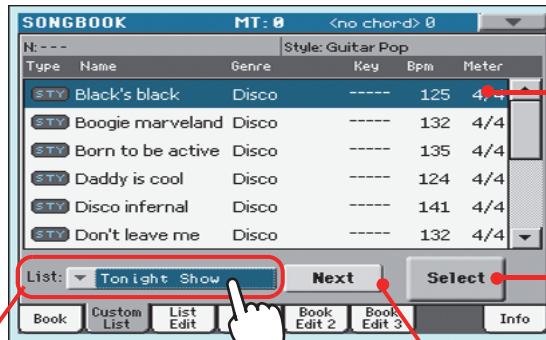 SONGBOOK MT: 0 <no chord> 0
N:--- Style: Guitar Pop
Type Name Genre Key Bpm Meter
STY Black's black Disco ----- 125 4/4
STY Boogie marveland Disco ----- 132 4/4
STY Born to be active Disco ----- 135 4/4
STY Daddy is cool Disco ----- 124 4/4
STY Disco infernal Disco ----- 141 4/4
STY Don't leave me Disco ----- 132 4/4
List: Tonight Show Next Select
Book Custom List List Edit Book Edit 2 Book Edit 3 Info